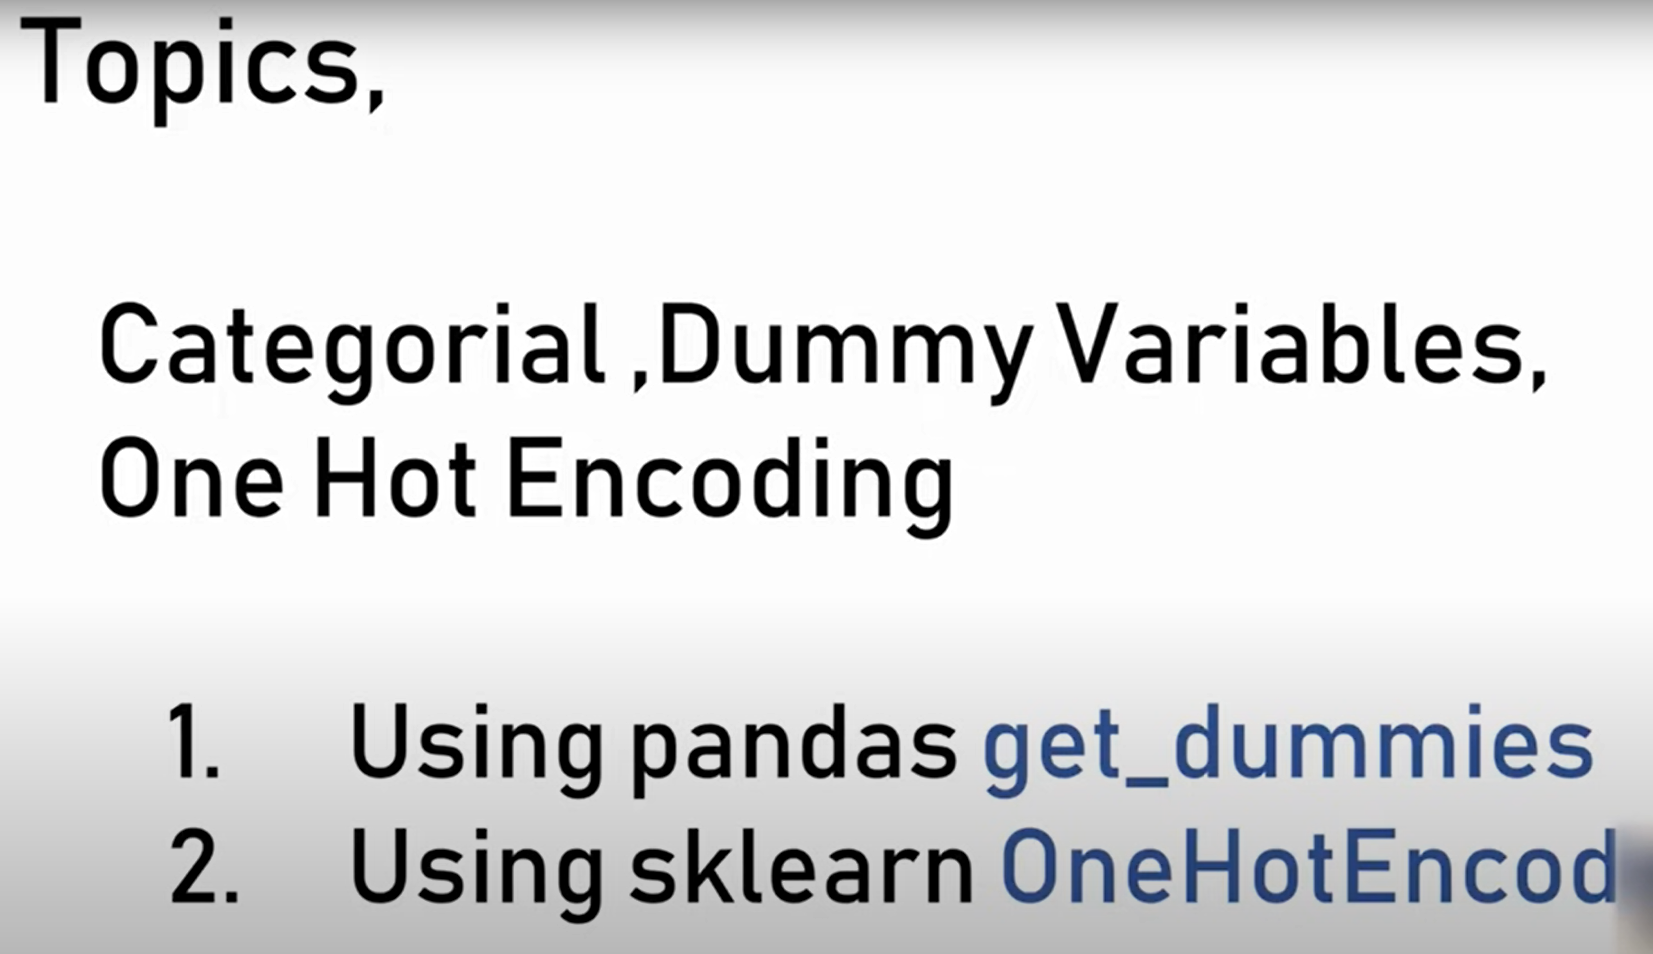 Topics,
Categorial ,Dummy Variables,
One Hot Encoding
1. Using pandas get_dummies
2. Using sklearn OneHotEncod